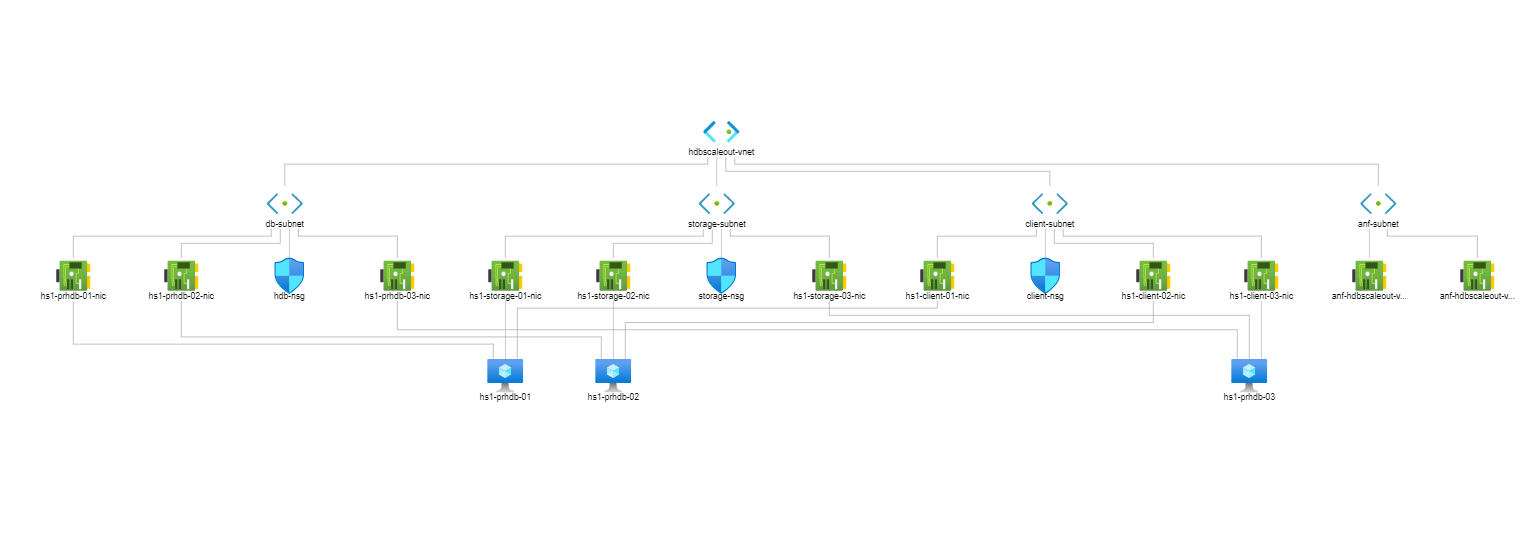 hdbscaleout-vnet
db-subnet
storage-subnet
client-subnet
anf-subnet
hs1-prhdb-01-nic
hs1-prhdb-02-nic
hdb-nsg
hs1-prhdb-03-nic
hs1-storage-01-nic
hs1-storage-02-nic
storage-nsg
hs1-storage-03-nic
hs1-client-01-nic
client-nsg
hs1-client-02-nic
hs1-client-03-nic
anf-hdbscaleout-v...
anf-hdbscaleout-v...
hs1-prhdb-01
hs1-prhdb-02
hs1-prhdb-03